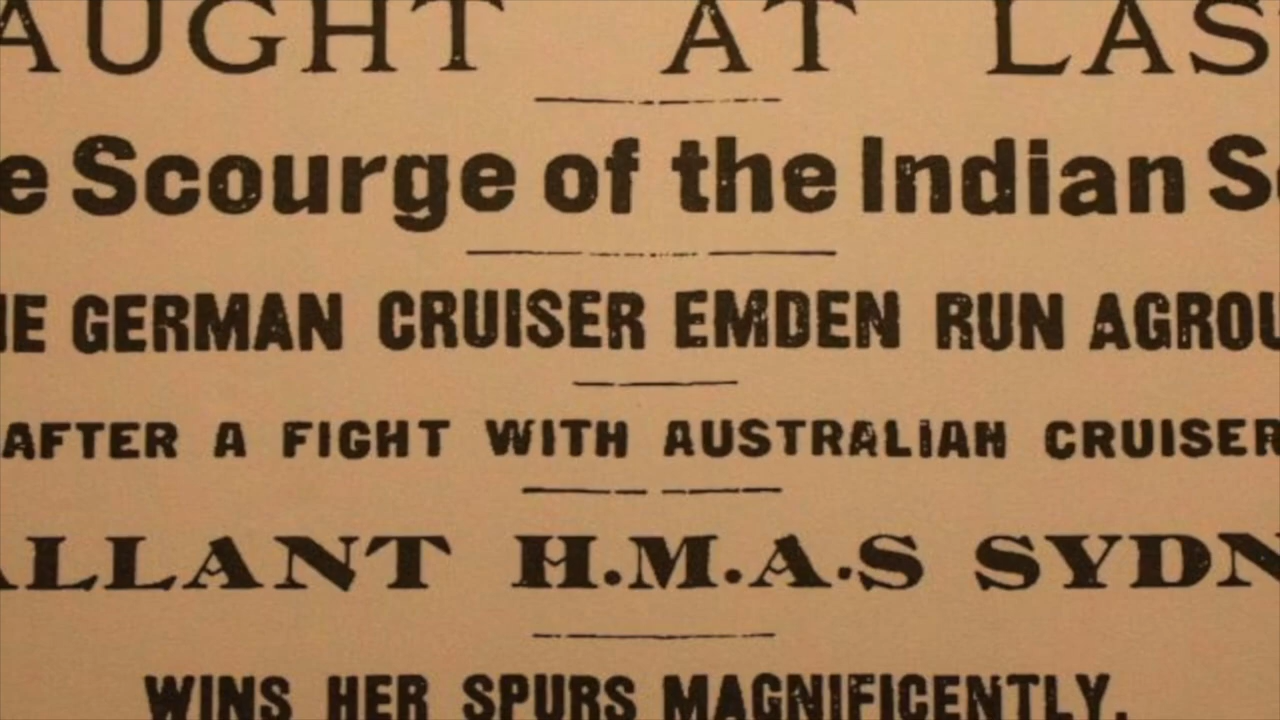 AUGHT AT LAS
e Scourge of the Indian S
HE GERMAN CRUISER EMDEN RUN AGROU
AFTER A FIGHT WITH AUSTRALIAN CRUISER
ALLANT H.M.A.S SYDN
WINS HER SPURS MAGNIFICENTLY.